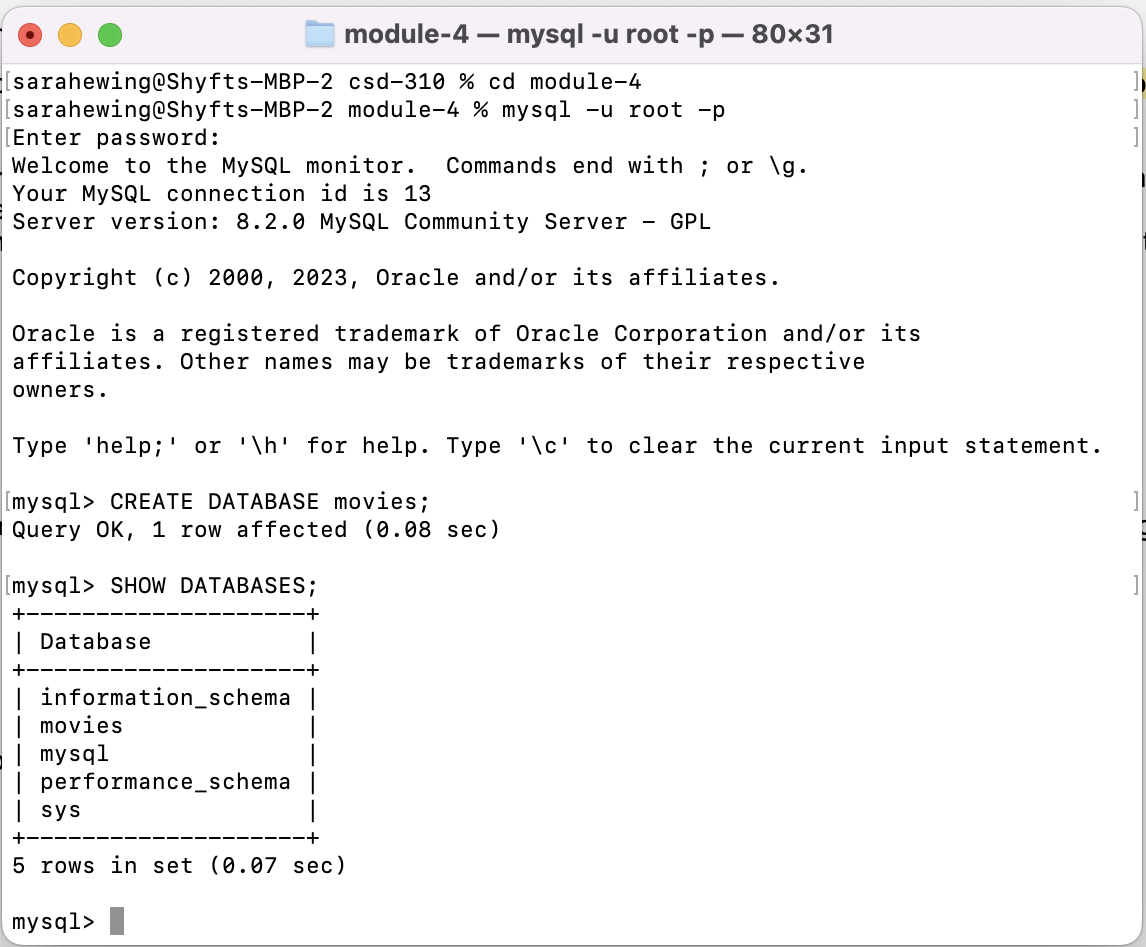 module-4 — mysql -u root -p — 80×31
[sarahewing@Shyfts-MBP-2 csd-310 % cd module-4 ]
[sarahewing@Shyfts-MBP-2 module-4 % mysql -u root -p ]
[Enter password: ]
Welcome to the MySQL monitor.  Commands end with ; or \g.
Your MySQL connection id is 13
Server version: 8.2.0 MySQL Community Server - GPL

Copyright (c) 2000, 2023, Oracle and/or its affiliates.

Oracle is a registered trademark of Oracle Corporation and/or its
affiliates. Other names may be trademarks of their respective
owners.

Type 'help;' or '\h' for help. Type '\c' to clear the current input statement.

[mysql> CREATE DATABASE movies; ]
Query OK, 1 row affected (0.08 sec)

[mysql> SHOW DATABASES; ]
+--------------------+
| Database           |
+--------------------+
| information_schema |
| movies             |
| mysql              |
| performance_schema |
| sys                |
+--------------------+
5 rows in set (0.07 sec)

mysql>